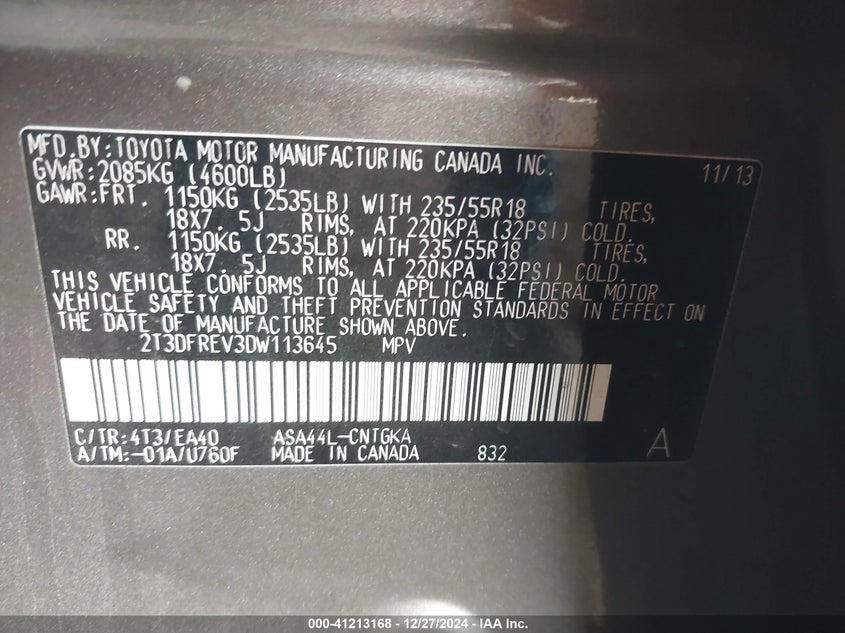 MFD. BY: TOYOTA MOTOR MANUFACTURING CANADA INC. 11/13
GVWR: 2085KG (4600LB)
GAWR: FRT. 1150KG (2535LB) WITH 235/55R18 TIRES,
18X7. 5J RIMS, AT 220KPA (32PSI) COLD.
RR. 1150KG (2535LB) WITH 235/55R18 TIRES,
18X7. 5J RIMS, AT 220KPA (32PSI) COLD.
THIS VEHICLE CONFORMS TO ALL APPLICABLE FEDERAL MOTOR
VEHICLE SAFETY AND THEFT PREVENTION STANDARDS IN EFFECT ON
THE DATE OF MANUFACTURE SHOWN ABOVE.
2T3DFREV3DW113645 MPV
C/TR: 4T3/EA40 ASA44L-CNTGKA
A/TM: -01A/U760F MADE IN CANADA 832 A
000-41213168 - 12/27/2024 - IAA Inc.